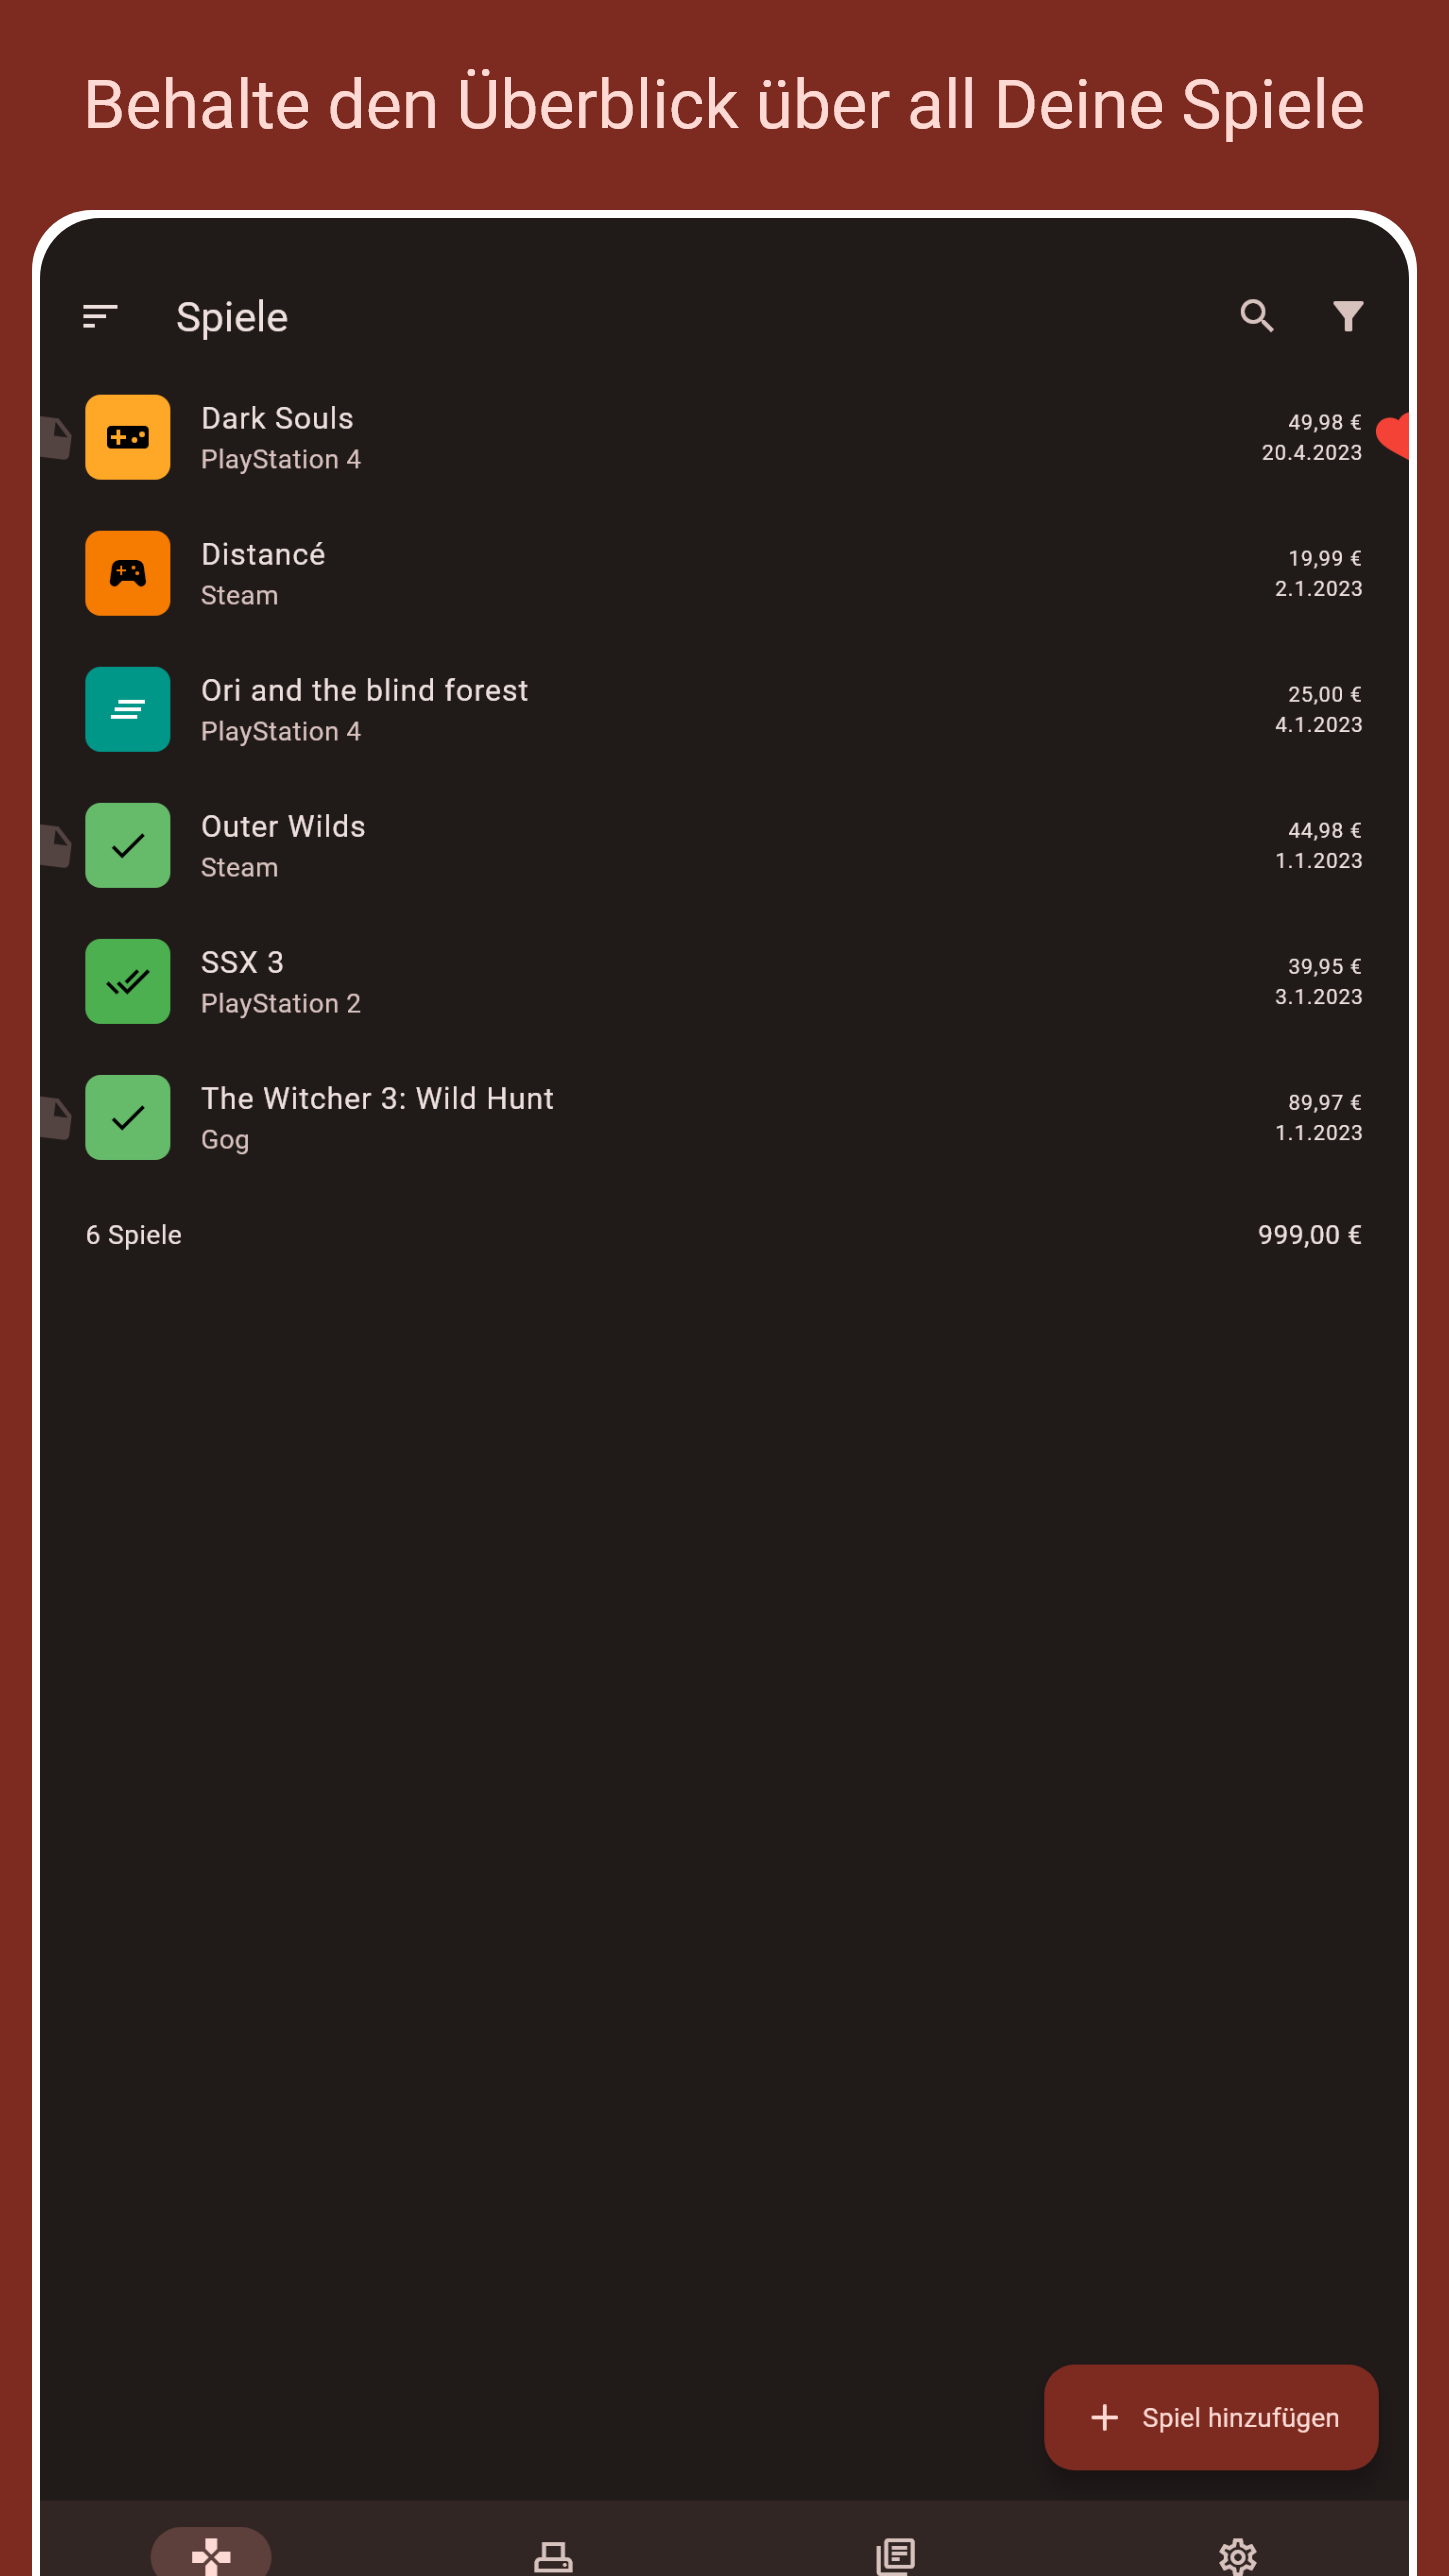 Behalte den Überblick über all Deine Spiele
Spiele
Dark Souls
PlayStation 4
49,98 €
20.4.2023
Distancé
Steam
19,99 €
2.1.2023
Ori and the blind forest
PlayStation 4
25,00 €
4.1.2023
Outer Wilds
Steam
44,98 €
1.1.2023
SSX 3
PlayStation 2
39,95 €
3.1.2023
The Witcher 3: Wild Hunt
Gog
89,97 €
1.1.2023
6 Spiele
999,00 €
Spiel hinzufügen